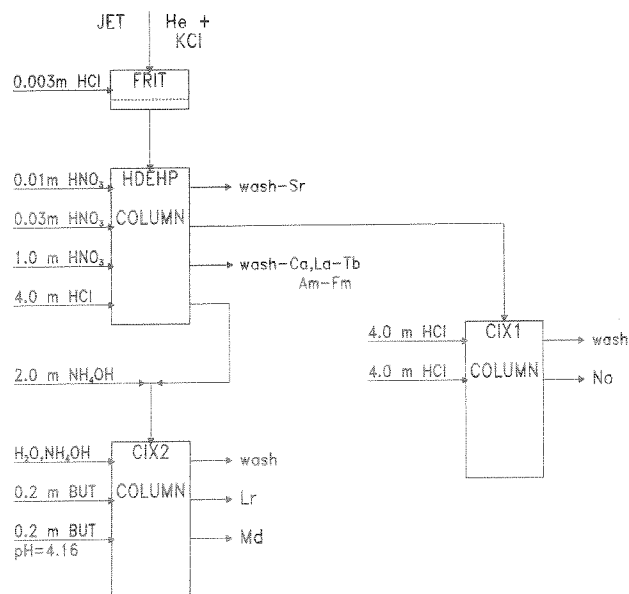 JET
He +
KCl
0.003m HCl
FRIT
0.01m HNO₃
HDEHP
wash-Sr
0.03m HNO₃
COLUMN
1.0 m HNO₃
wash-Ca,La-Tb
Am-Fm
4.0 m HCl
4.0 m HCl
CIX1
wash
4.0 m HCl
COLUMN
No
2.0 m NH₄OH
H₂O,NH₄OH
CIX2
wash
0.2 m BUT
COLUMN
Lr
0.2 m BUT
Md
pH=4.16